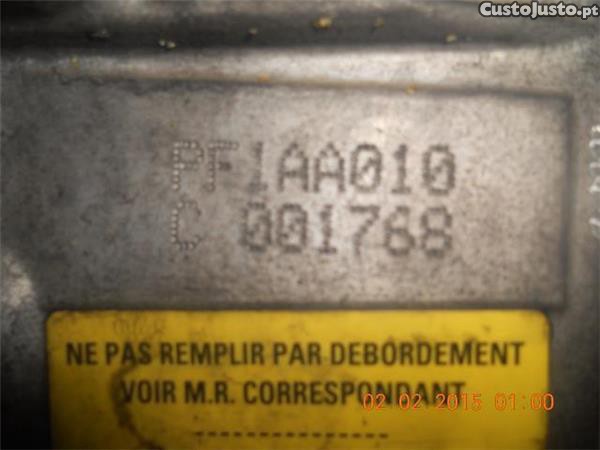 CustoJusto.pt
PF1AA010
C 001768
NE PAS REMPLIR PAR DEBORDEMENT
VOIR M.R. CORRESPONDANT
02 02 2015 01:00